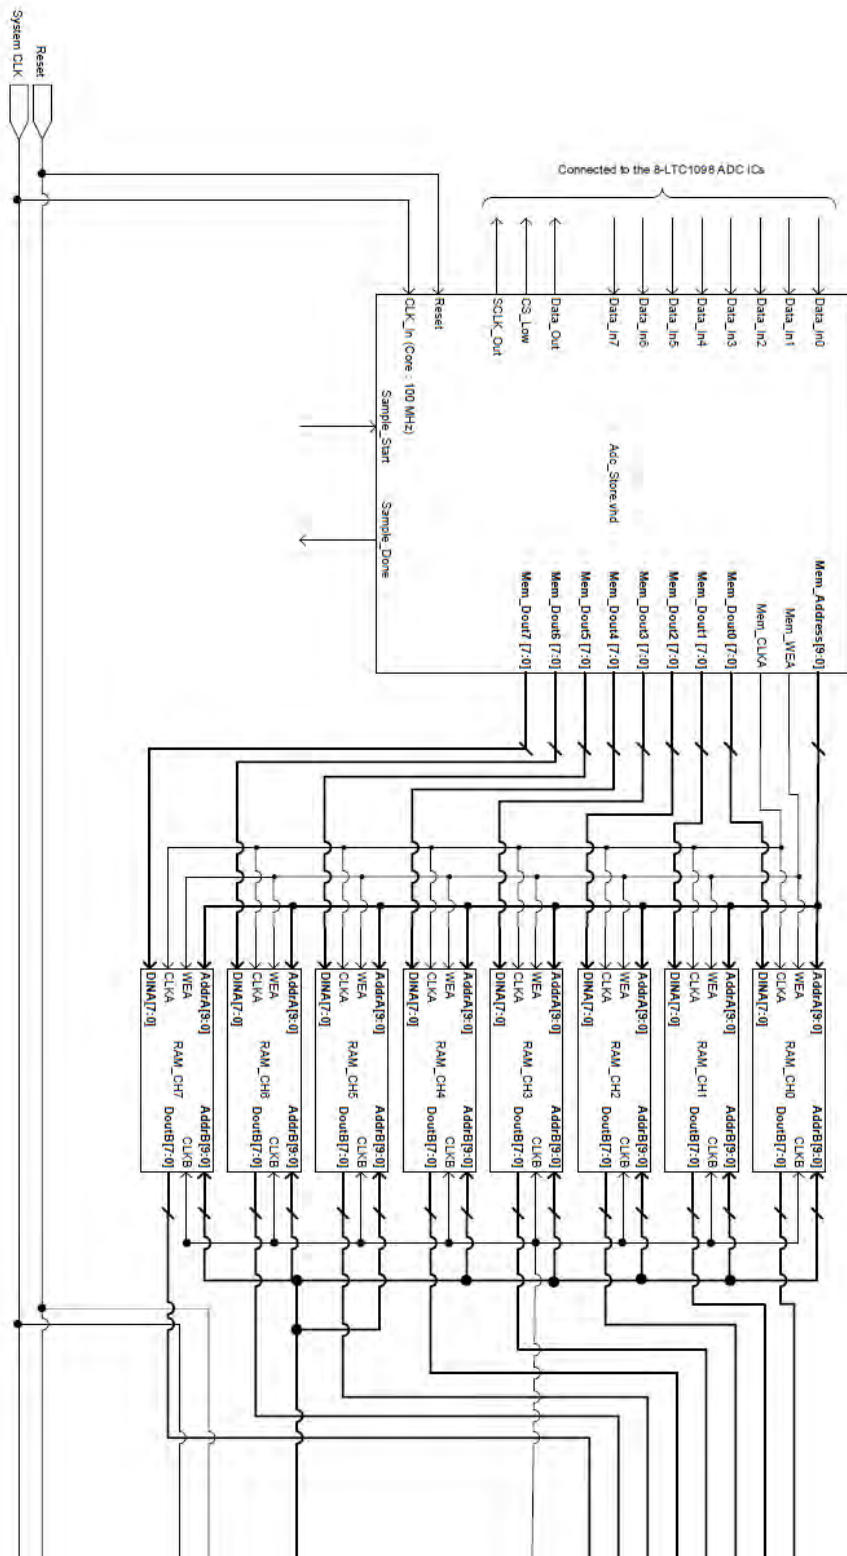 System CLK
Reset
Connected to the 8-LTC1098 ADC ICs
SCLK_Out
CS_Low
Data_Out
Data_In7
Data_In6
Data_In5
Data_In4
Data_In3
Data_In2
Data_In1
Data_In0
Reset
CLK_In (Core : 100 MHz)
Sample_Start
Sample_Done
Adc_Store.vhd
Mem_Dout7 [7:0]
Mem_Dout6 [7:0]
Mem_Dout5 [7:0]
Mem_Dout4 [7:0]
Mem_Dout3 [7:0]
Mem_Dout2 [7:0]
Mem_Dout1 [7:0]
Mem_Dout0 [7:0]
Mem_CLKA
Mem_WEA
Mem_Address[9:0]
DINA[7:0]
CLKA
WEA
AddrA[9:0]
RAM_CH7
DoutB[7:0]
CLKB
AddrB[9:0]
DINA[7:0]
CLKA
WEA
AddrA[9:0]
RAM_CH6
DoutB[7:0]
CLKB
AddrB[9:0]
DINA[7:0]
CLKA
WEA
AddrA[9:0]
RAM_CH5
DoutB[7:0]
CLKB
AddrB[9:0]
DINA[7:0]
CLKA
WEA
AddrA[9:0]
RAM_CH4
DoutB[7:0]
CLKB
AddrB[9:0]
DINA[7:0]
CLKA
WEA
AddrA[9:0]
RAM_CH3
DoutB[7:0]
CLKB
AddrB[9:0]
DINA[7:0]
CLKA
WEA
AddrA[9:0]
RAM_CH2
DoutB[7:0]
CLKB
AddrB[9:0]
DINA[7:0]
CLKA
WEA
AddrA[9:0]
RAM_CH1
DoutB[7:0]
CLKB
AddrB[9:0]
DINA[7:0]
CLKA
WEA
AddrA[9:0]
RAM_CH0
DoutB[7:0]
CLKB
AddrB[9:0]